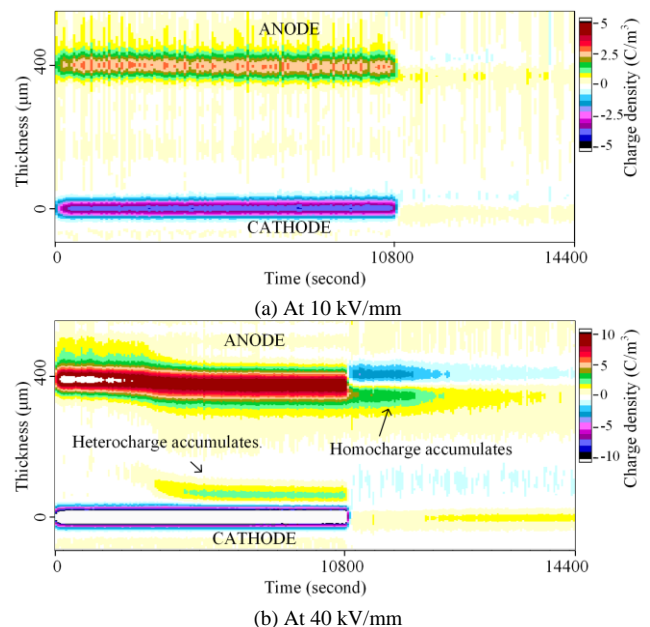 ANODE
CATHODE
Thickness (μm)
400
0
0
10800
14400
Time (second)
5
2.5
0
-2.5
-5
Charge density (C/m³)
(a) At 10 kV/mm
ANODE
Heterocharge accumulates.
Homocharge accumulates
CATHODE
Thickness (μm)
400
0
0
10800
14400
Time (second)
10
5
0
-5
-10
Charge density (C/m³)
(b) At 40 kV/mm